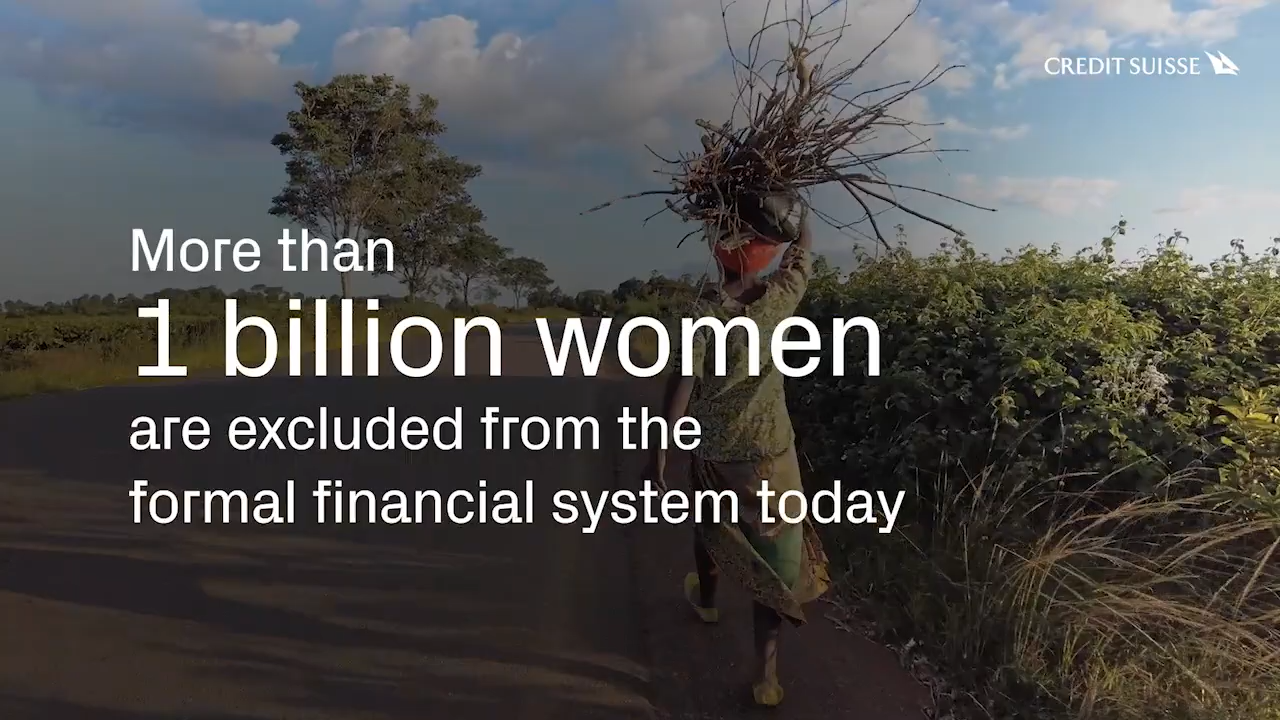 CREDIT SUISSE
More than
1 billion women
are excluded from the
formal financial system today